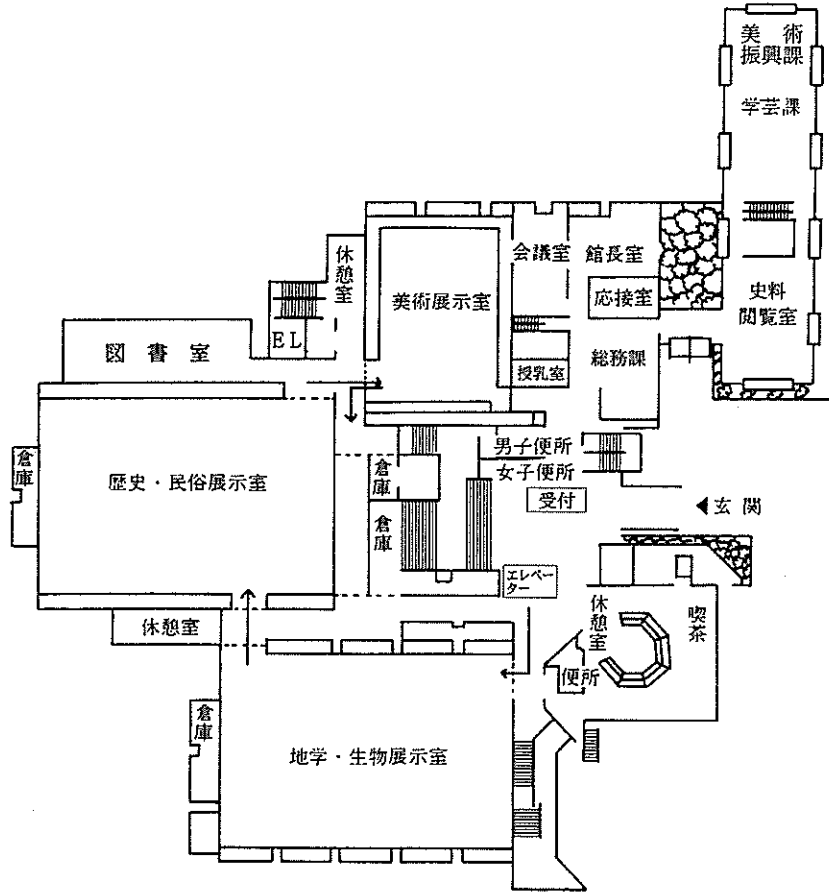 美術
振興課
学芸課
会議室
館長室
休憩室
美術展示室
応接室
史料
閲覧室
EL
図書室
総務課
授乳室
男子便所
倉庫
歴史・民俗展示室
倉庫
女子便所
受付
玄関
倉庫
エレベーター
休憩室
喫茶
休憩室
便所
倉庫
地学・生物展示室